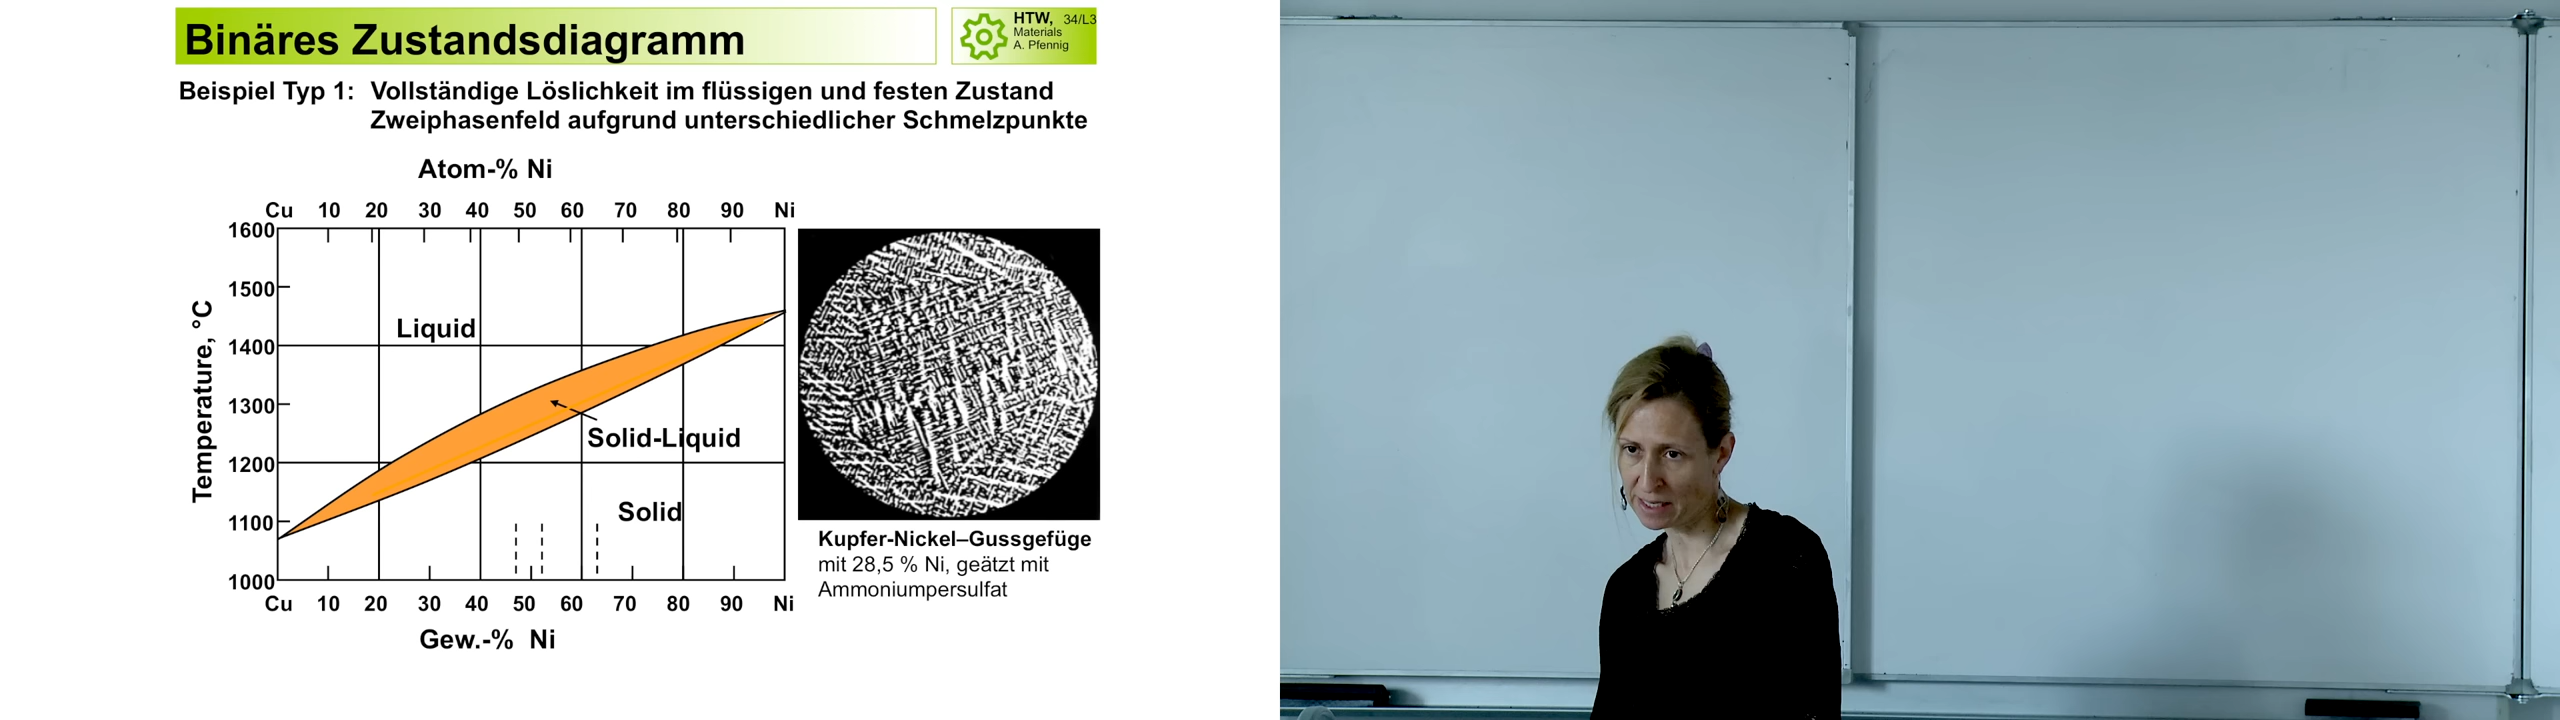 Binäres Zustandsdiagramm
HTW, 34/L3
Materials
A. Pfennig
Beispiel Typ 1: Vollständige Löslichkeit im flüssigen und festen Zustand
Zweiphasenfeld aufgrund unterschiedlicher Schmelzpunkte
Atom-% Ni
Cu 10 20 30 40 50 60 70 80 90 Ni
1600
1500
Liquid
1400
1300
Solid-Liquid
1200
Solid
1100
1000
Temperature, °C
Cu 10 20 30 40 50 60 70 80 90 Ni
Gew.-% Ni
Kupfer-Nickel–Gussgefüge
mit 28,5 % Ni, geätzt mit
Ammoniumpersulfat